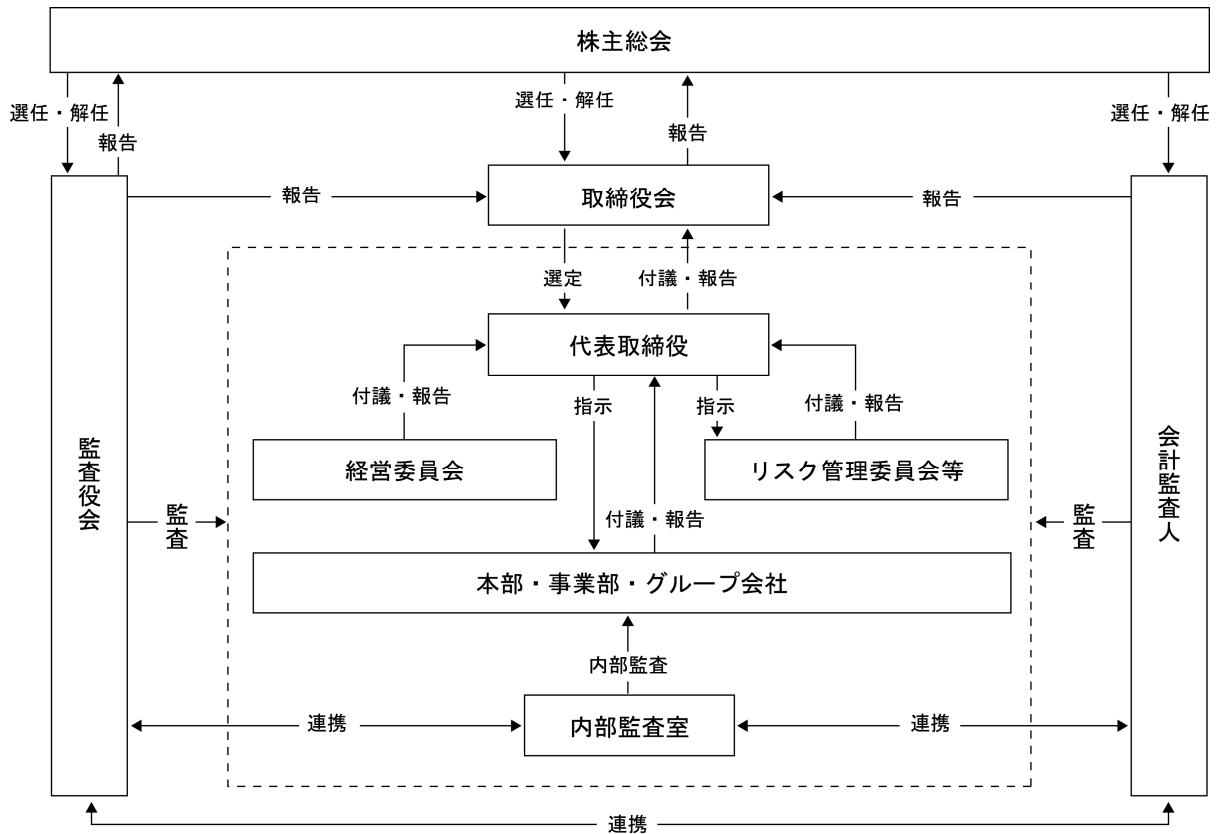 株主総会
選任・解任
報告
選任・解任
報告
選任・解任
報告
取締役会
報告
選定
付議・報告
代表取締役
付議・報告
指示
指示
付議・報告
監査役会
経営委員会
リスク管理委員会等
会計監査人
監査
付議・報告
監査
本部・事業部・グループ会社
内部監査
連携
内部監査室
連携
連携